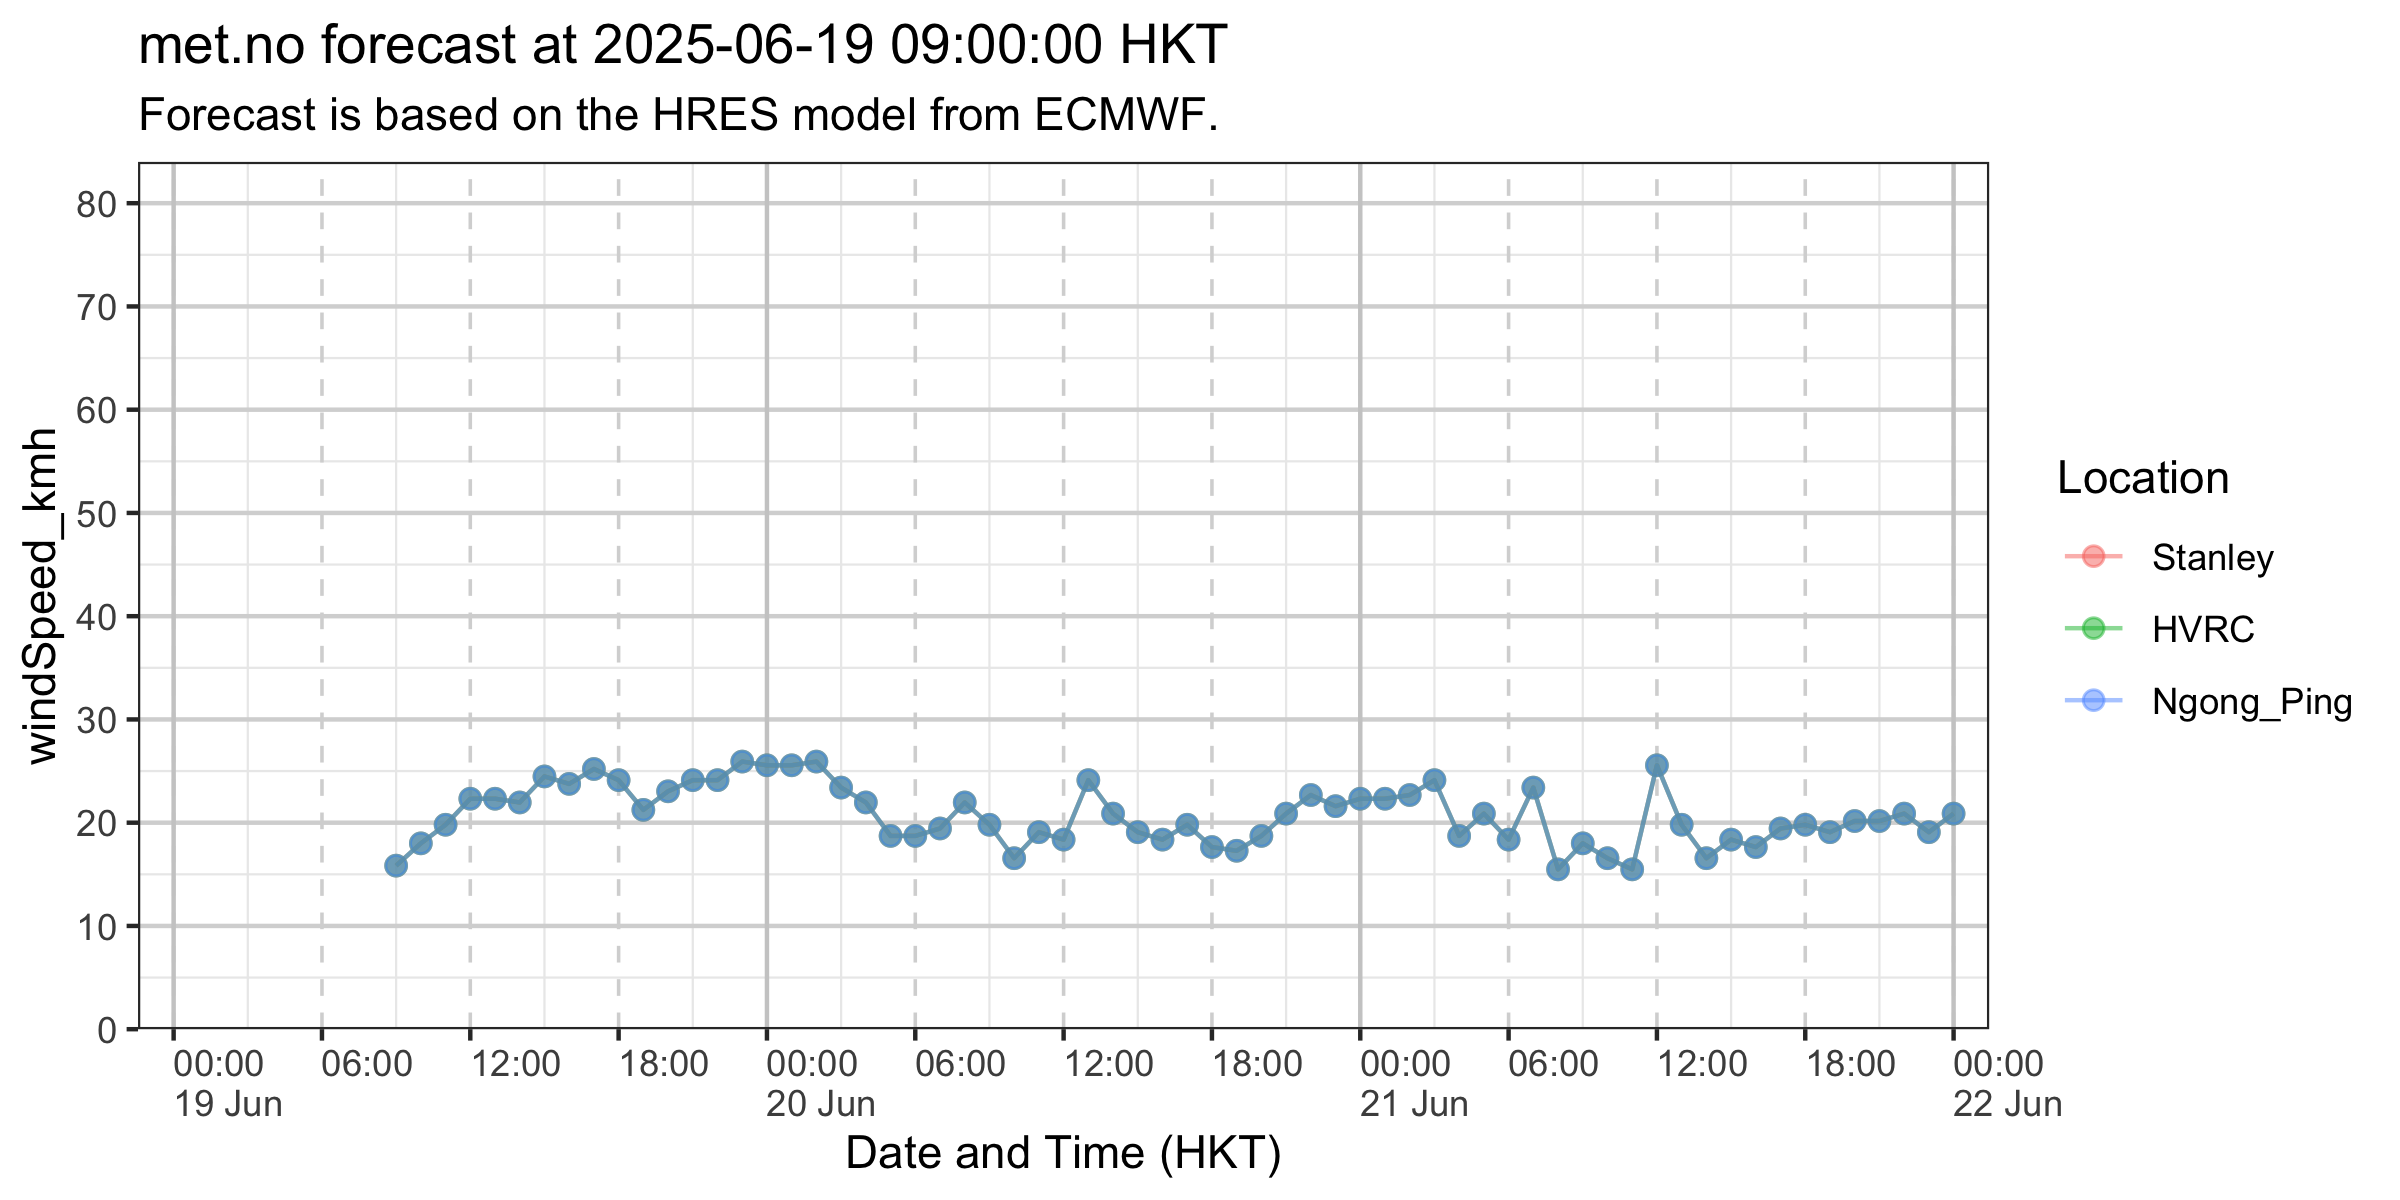 met.no forecast at 2025-06-19 09:00:00 HKT
Forecast is based on the HRES model from ECMWF.
windSpeed_kmh
80
70
60
50
40
30
20
10
0
00:00 06:00 12:00 18:00 00:00 06:00 12:00 18:00 00:00 06:00 12:00 18:00 00:00
19 Jun 20 Jun 21 Jun 22 Jun
Date and Time (HKT)
Location
Stanley
HVRC
Ngong_Ping